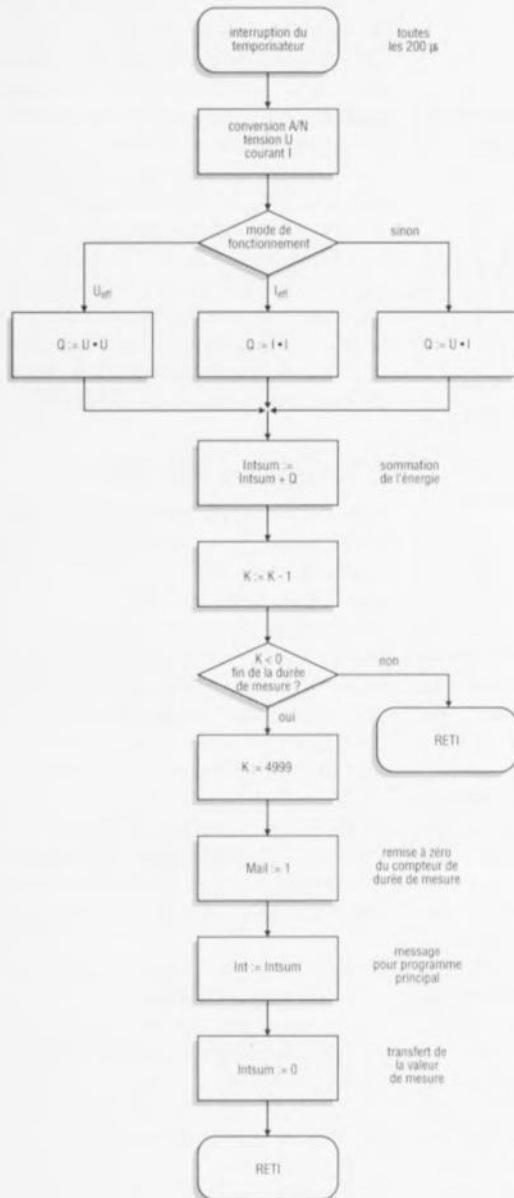 interruption du
temporisateur
toutes
les 200 µs
conversion A/N
tension U
courant I
mode de
fonctionnement
sinon
Ueff
Ieff
Q := U • U
Q := I • I
Q := U • I
Intsum :=
Intsum + Q
sommation
de l'énergie
K := K - 1
K < 0
fin de la durée
de mesure ?
non
oui
RETI
K := 4999
Mail := 1
remise à zéro
du compteur de
durée de mesure
Int := Intsum
message
pour programme
principal
Intsum := 0
transfert de
la valeur
de mesure
RETI